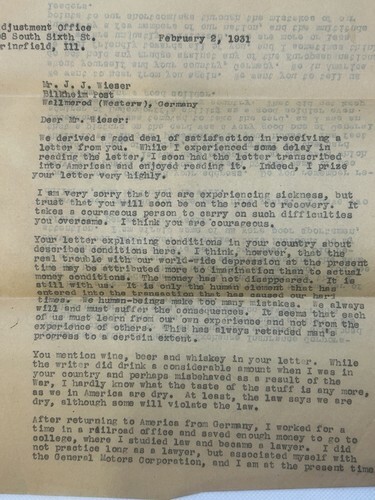 djustment Office
8 South Sixth St.
ringfield, Ill.
February 2, 1931
Mr. J. J. Wieser
Bilkheim Post
Wallmerod (Westerw), Germany
Dear Mr. Wieser:
We derived a good deal of satisfaction in receiving a
letter from you. While I experienced some delay in
reading the letter, I soon had the letter transcribed
into American and enjoyed reading it. Indeed, I prize
your letter very highly.
I am very sorry that you are experiencing sickness, but
trust that you will soon be on the road to recovery. It
takes a courageous person to carry on such difficulties
you overcome. I think you are courageous.
Your letter explaining conditions in your country about
describes conditions here. I think, however, that the
real trouble with our world-wide depression at the present
time may be attributed more to imagination than to actual
money conditions. The money has not disappeared. It is
still with us. It is only the human element that has
entered into the transaction that has caused our hard
times. We human-beings make too many mistakes. We always
will and must suffer the consequences. It seems that each
of us must learn from our own experience and not from the
experience of others. This has always retarded man's
progress to a certain extent.
You mention wine, beer and whiskey in your letter. While
the writer did drink a considerable amount when I was in
your country and perhaps misbehaved as a result of the
War, I hardly know what the taste of the stuff is any more,
as we in America are dry. At least, the law says we are
dry, although some will violate the law.
After returning to America from Germany, I worked for a
time in a railroad office and saved enough money to go to
college, where I studied law and became a lawyer. I did
not practice long as a lawyer, but associated myself with
the General Motors Corporation, and I am at the present time